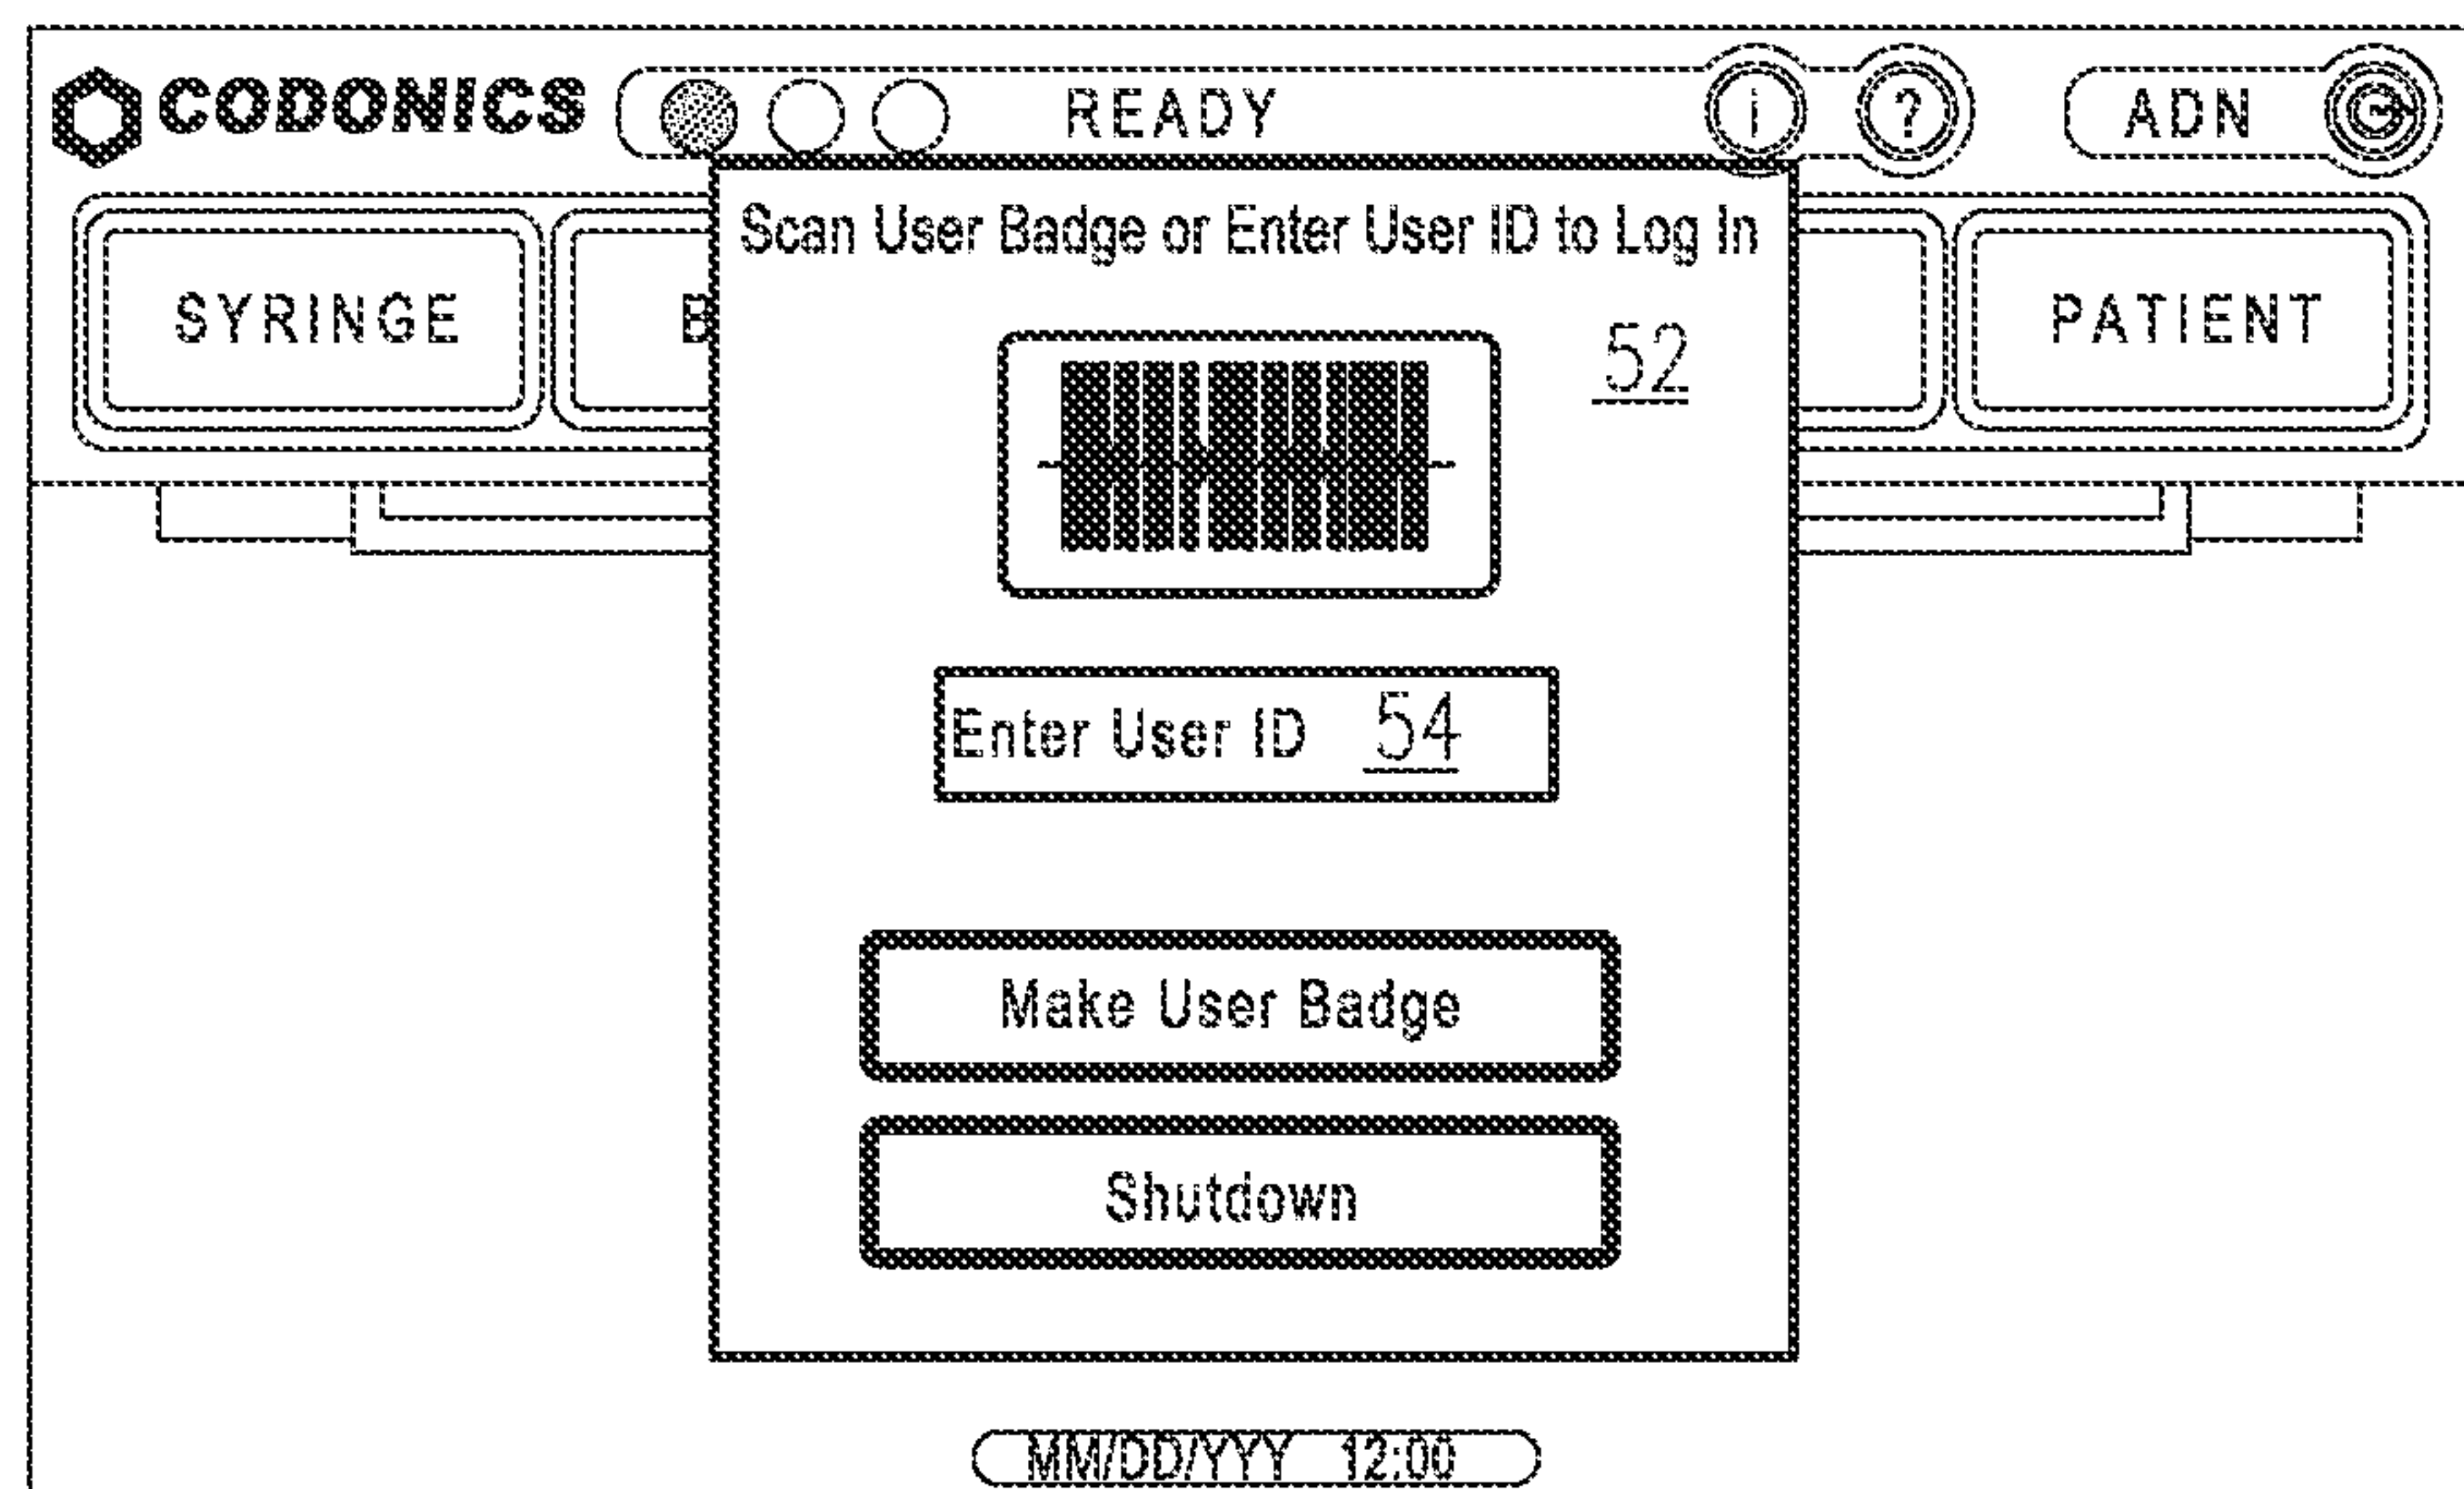 CODONICS READY i ? ADN
Scan User Badge or Enter User ID to Log In
SYRINGE B 52 PATIENT
Enter User ID 54
Make User Badge
Shutdown
MM/DD/YYY 12:00